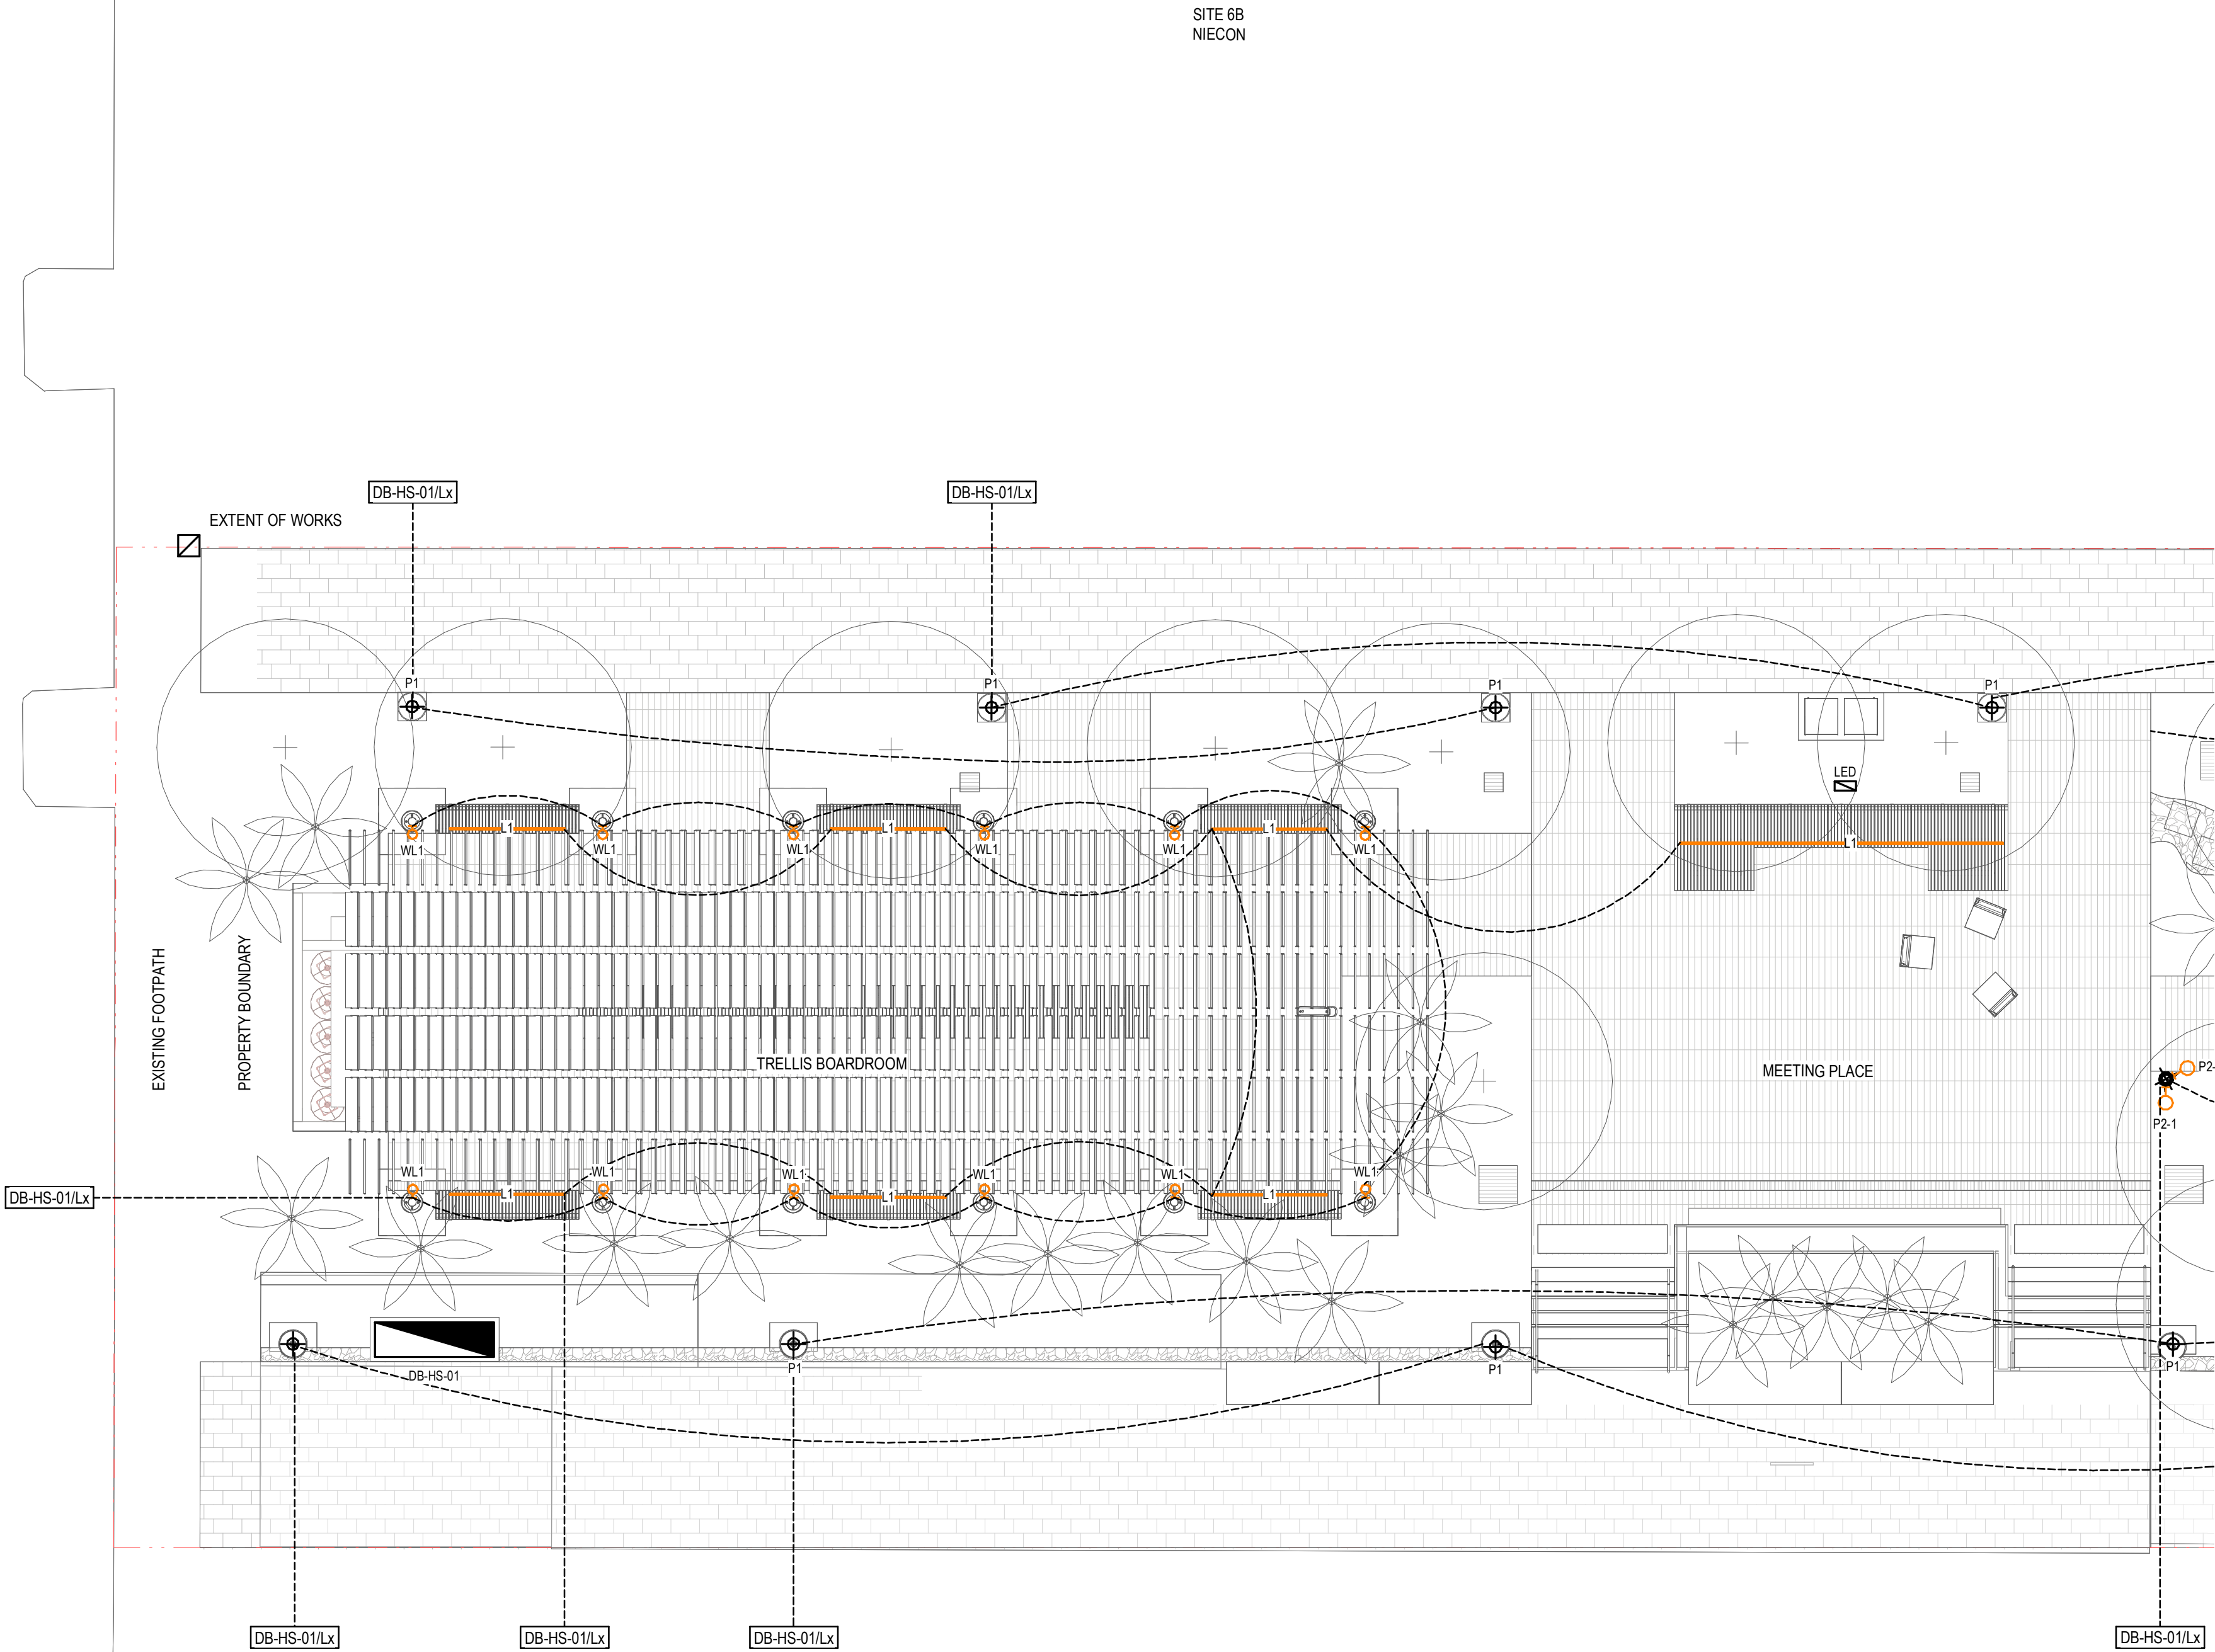 SITE 6B
NIECON
DB-HS-01/Lx
DB-HS-01/Lx
EXTENT OF WORKS
P1
P1
P1
P1
LED
L1
L1
L1
L1
WL1
WL1
WL1
WL1
WL1
WL1
EXISTING FOOTPATH
PROPERTY BOUNDARY
TRELLIS BOARDROOM
MEETING PLACE
P2-
P2-1
WL1
WL1
WL1
WL1
WL1
WL1
DB-HS-01/Lx
L1
L1
L1
DB-HS-01
P1
P1
P1
DB-HS-01/Lx
DB-HS-01/Lx
DB-HS-01/Lx
DB-HS-01/Lx